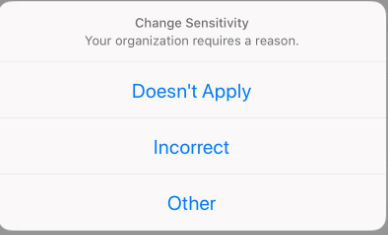 Change Sensitivity
Your organization requires a reason.
Doesn't Apply
Incorrect
Other